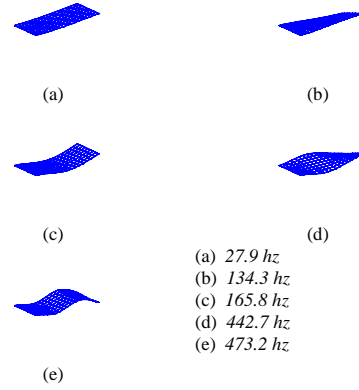 (a)
(b)
(c)
(d)
(a) 27.9 hz
(b) 134.3 hz
(c) 165.8 hz
(d) 442.7 hz
(e) 473.2 hz
(e)